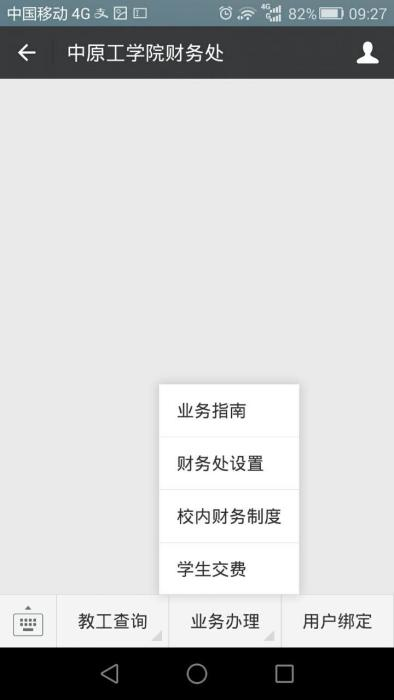 中国移动 4G 82% 09:27
中原工学院财务处
业务指南
财务处设置
校内财务制度
学生交费
教工查询 业务办理 用户绑定